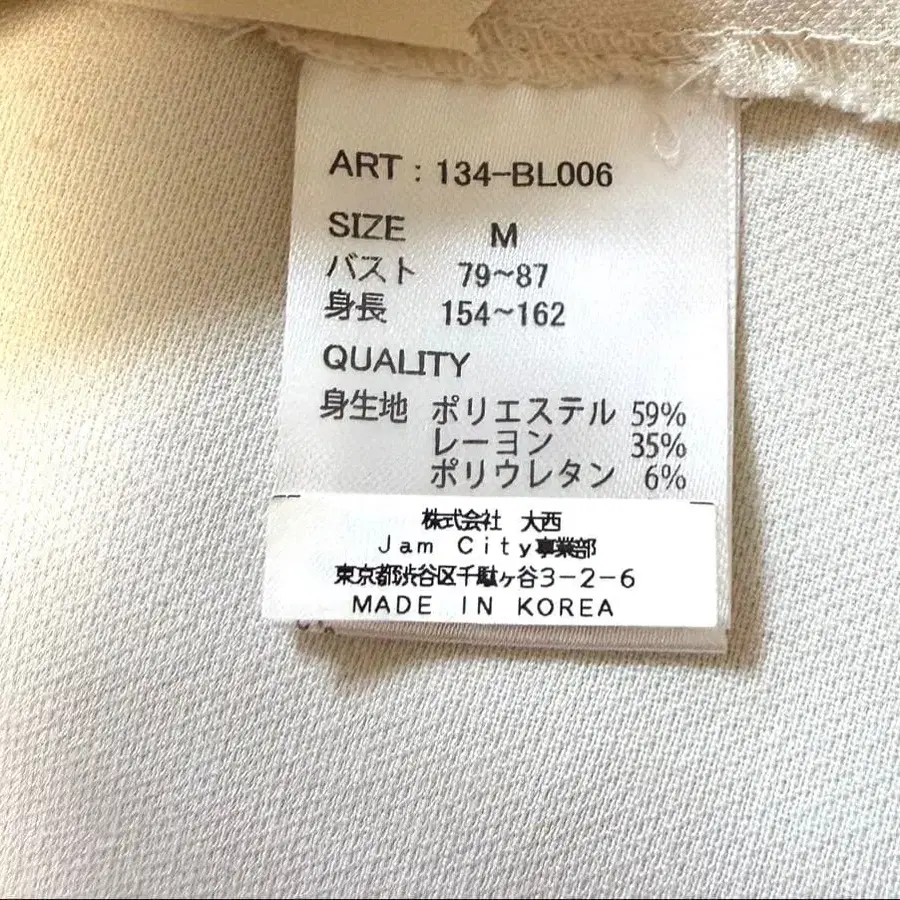 ART : 134-BL006
SIZE M
バスト 79~87
身長 154~162
QUALITY
身生地 ポリエステル 59%
レーヨン 35%
ポリウレタン 6%
株式会社 大西
Jam City事業部
東京都渋谷区千駄ヶ谷3-2-6
MADE IN KOREA